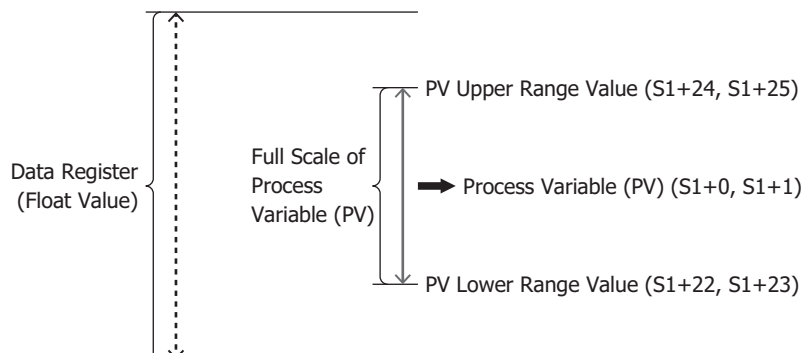 PV Upper Range Value (S1+24, S1+25)
Data Register
(Float Value)
Full Scale of
Process
Variable (PV)
Process Variable (PV) (S1+0, S1+1)
PV Lower Range Value (S1+22, S1+23)